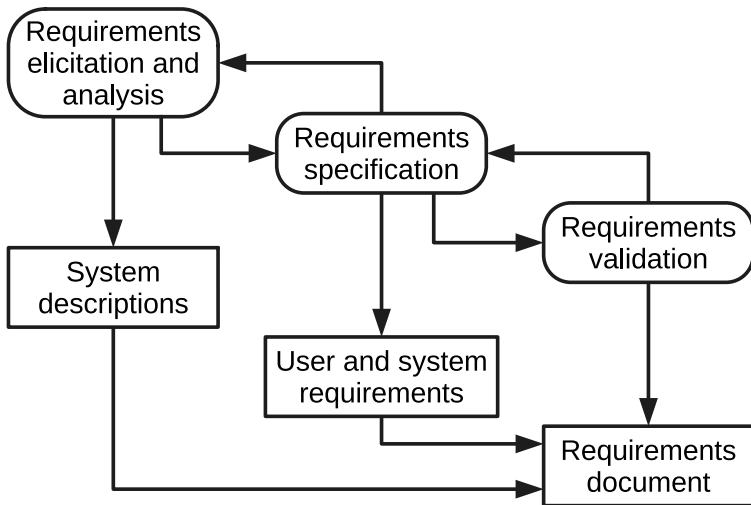 Requirements
elicitation and
analysis
Requirements
specification
Requirements
validation
System
descriptions
User and system
requirements
Requirements
document